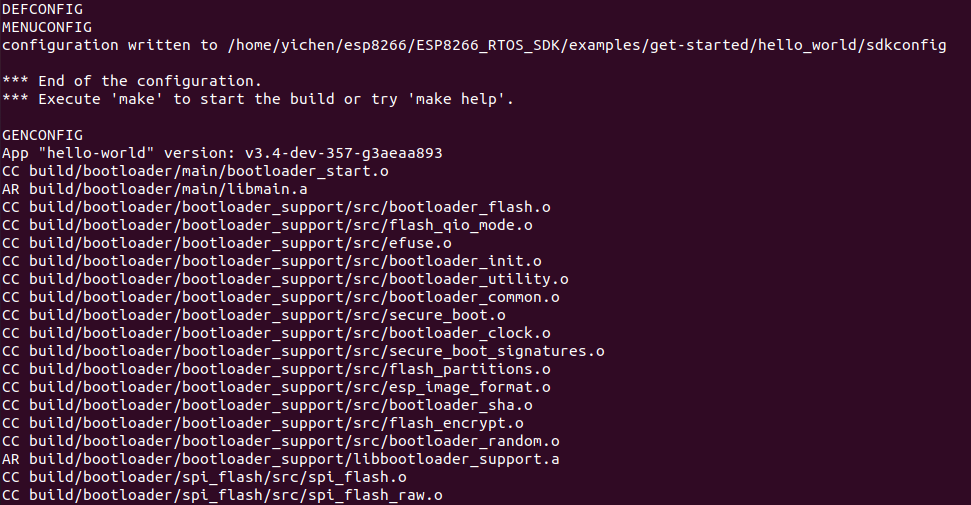 DEFCONFIG
MENUCONFIG
configuration written to /home/yichen/esp8266/ESP8266_RTOS_SDK/examples/get-started/hello_world/sdkconfig
*** End of the configuration.
*** Execute 'make' to start the build or try 'make help'.
GENCONFIG
App "hello-world" version: v3.4-dev-357-g3aeaa893
CC build/bootloader/main/bootloader_start.o
AR build/bootloader/main/libmain.a
CC build/bootloader/bootloader_support/src/bootloader_flash.o
CC build/bootloader/bootloader_support/src/flash_qio_mode.o
CC build/bootloader/bootloader_support/src/efuse.o
CC build/bootloader/bootloader_support/src/bootloader_init.o
CC build/bootloader/bootloader_support/src/bootloader_utility.o
CC build/bootloader/bootloader_support/src/bootloader_common.o
CC build/bootloader/bootloader_support/src/secure_boot.o
CC build/bootloader/bootloader_support/src/bootloader_clock.o
CC build/bootloader/bootloader_support/src/secure_boot_signatures.o
CC build/bootloader/bootloader_support/src/flash_partitions.o
CC build/bootloader/bootloader_support/src/esp_image_format.o
CC build/bootloader/bootloader_support/src/bootloader_sha.o
CC build/bootloader/bootloader_support/src/flash_encrypt.o
CC build/bootloader/bootloader_support/src/bootloader_random.o
AR build/bootloader/bootloader_support/libbootloader_support.a
CC build/bootloader/spi_flash/src/spi_flash.o
CC build/bootloader/spi_flash/src/spi_flash_raw.o